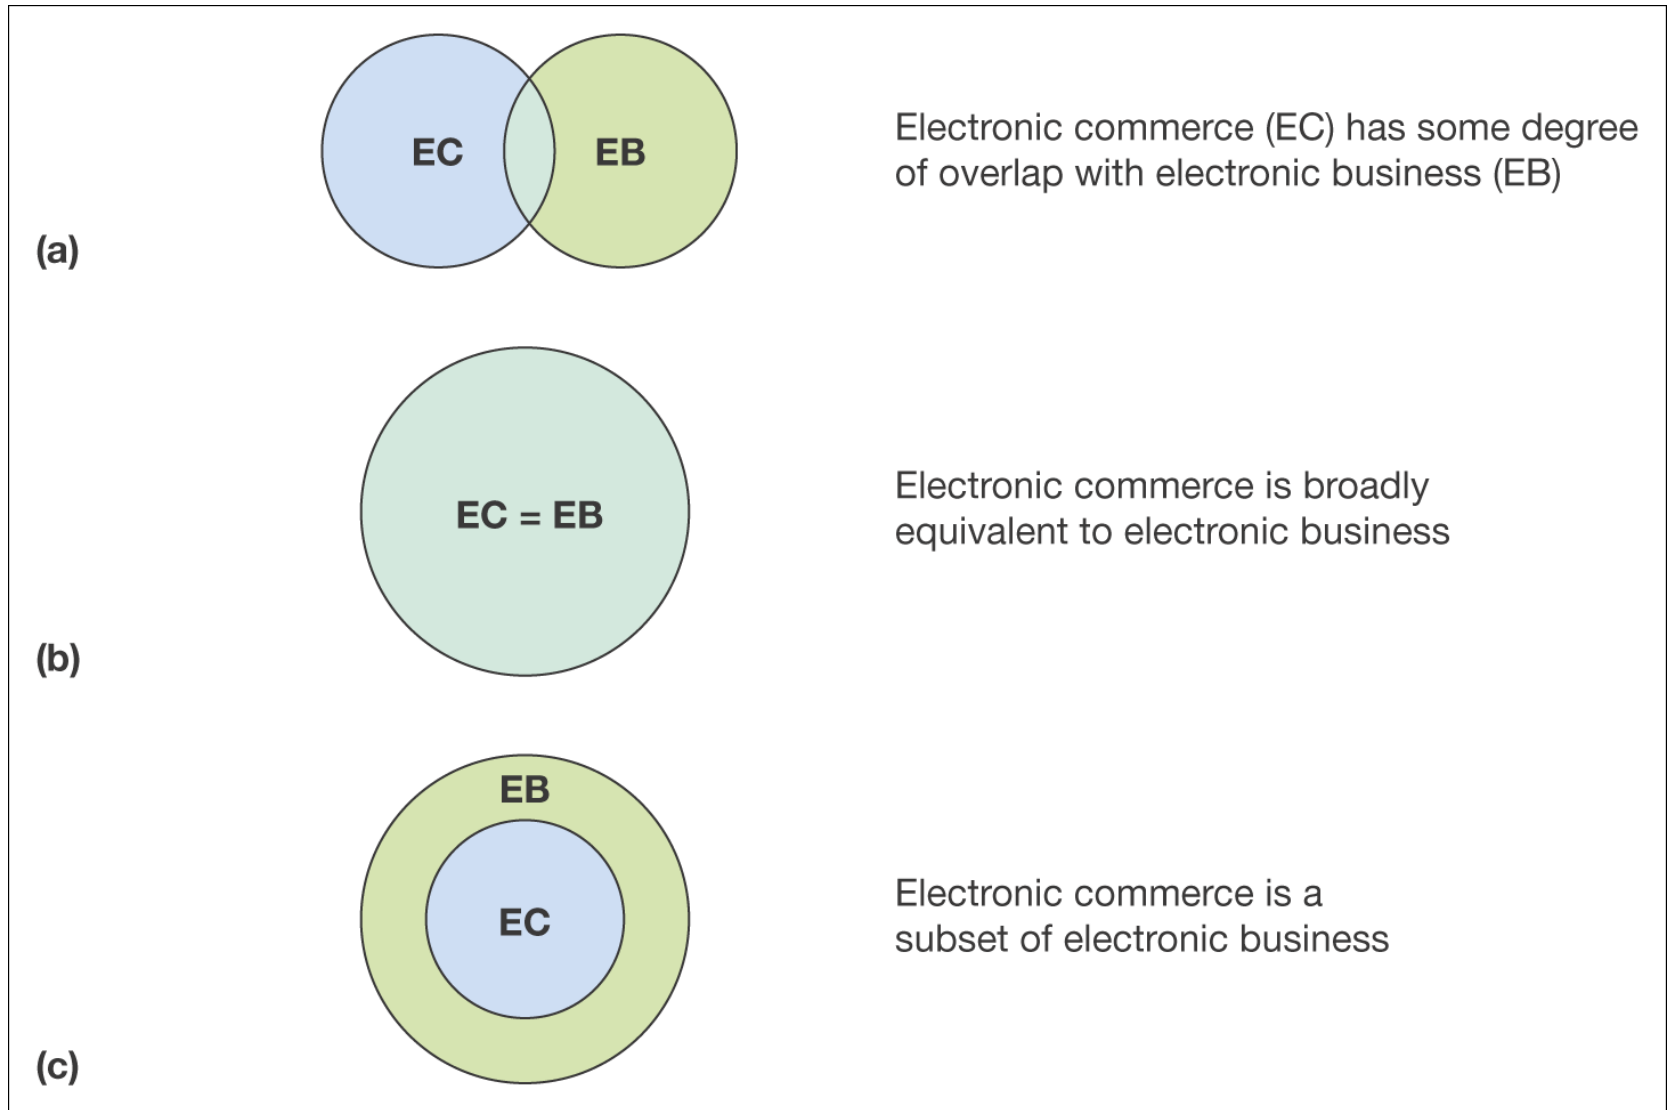 EC
EB
Electronic commerce (EC) has some degree
of overlap with electronic business (EB)
(a)
EC = EB
Electronic commerce is broadly
equivalent to electronic business
(b)
EB
EC
Electronic commerce is a
subset of electronic business
(c)